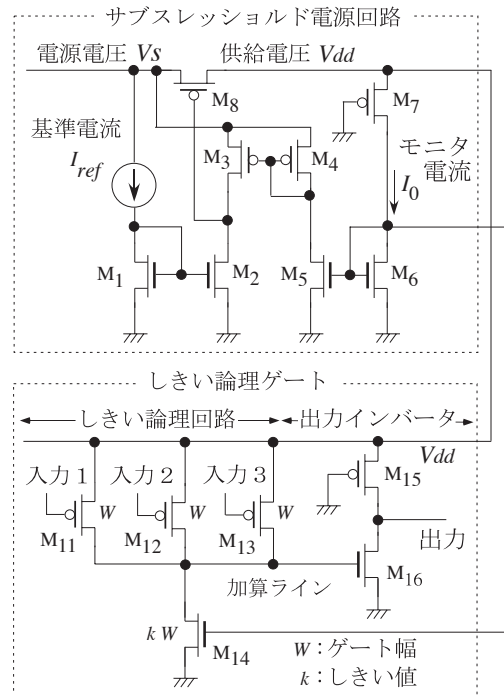 サブスレッショルド電源回路
電源電圧 Vs
供給電圧 Vdd
M8
M7
基準電流
Iref
M3
M4
モニタ
電流
I0
M1
M2
M5
M6
しきい論理ゲート
しきい論理回路
出力インバータ
Vdd
入力1
入力2
入力3
M15
W
W
W
M11
M12
M13
出力
加算ライン
M16
k W
M14
W:ゲート幅
k:しきい値